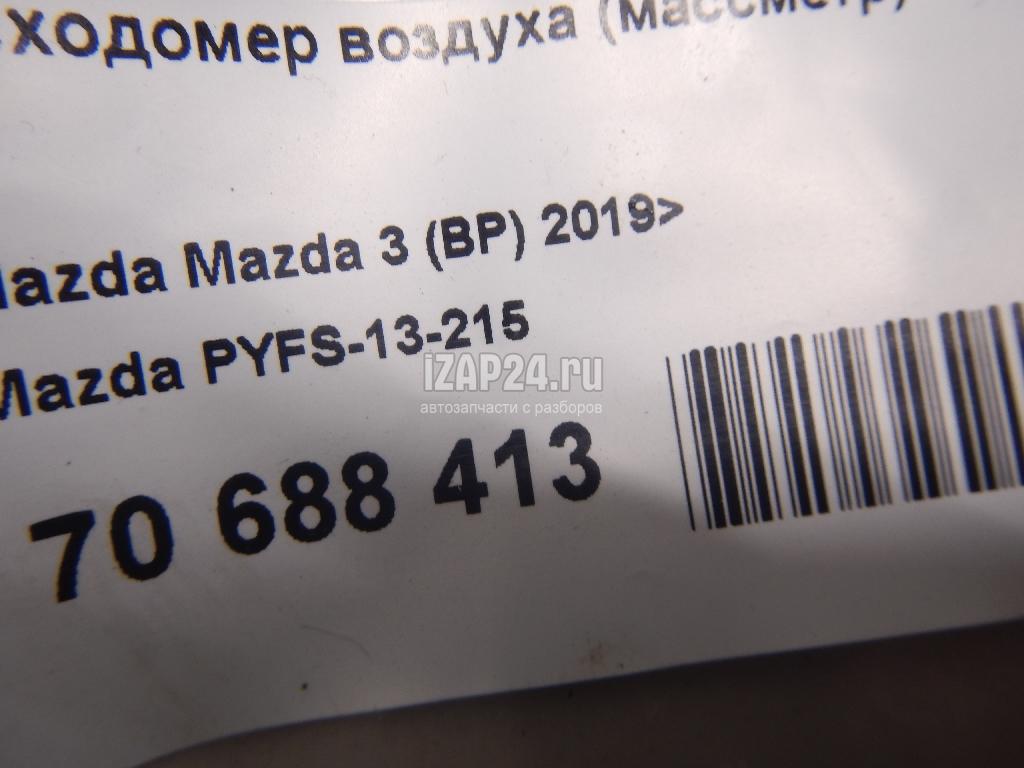 ходомер воздуха (массметр)
Mazda Mazda 3 (BP) 2019>
Mazda PYFS-13-215
iZAP24.ru
автозапчасти с разборов
70 688 413